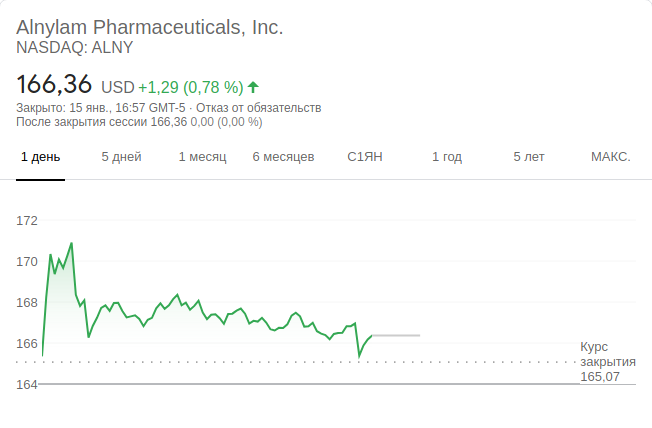 Alnylam Pharmaceuticals, Inc.
NASDAQ: ALNY
166,36 USD +1,29 (0,78 %)
Закрыто: 15 янв., 16:57 GMT-5 · Отказ от обязательств
После закрытия сессии 166,36 0,00 (0,00 %)
1 день 5 дней 1 месяц 6 месяцев С1ЯН 1 год 5 лет МАКС.
172
170
168
166
Курс
закрытия
165,07
164